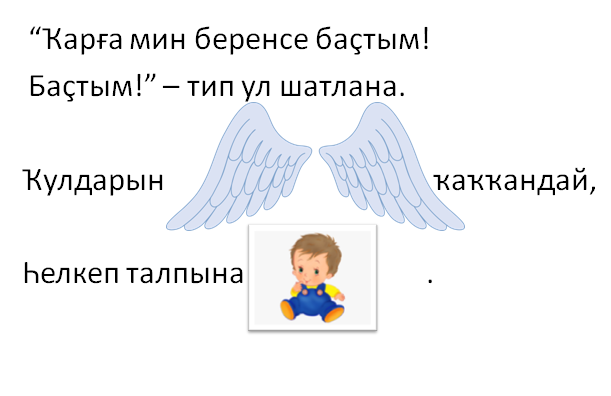 “Ҡарға мин беренсе баҫтым!
Баҫтым!” – тип ул шатлана.
Ҡулдарын ҡаҡҡандай,
Һелкеп талпына .